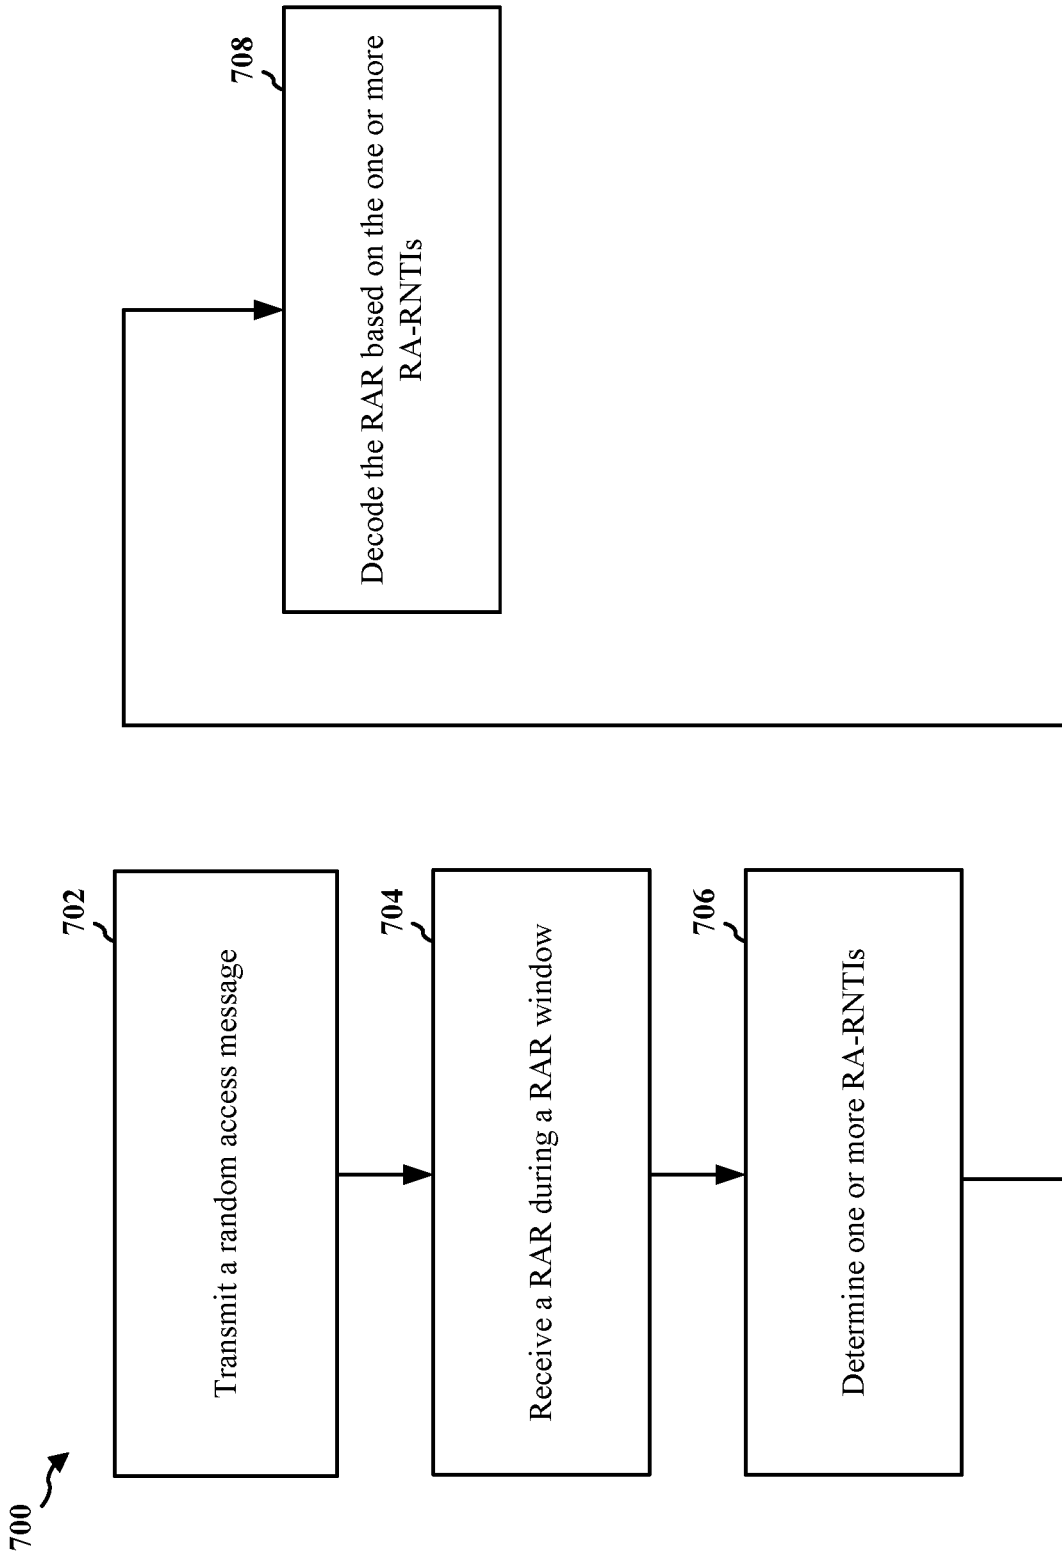 700
702
Transmit a random access message
704
Receive a RAR during a RAR window
706
Determine one or more RA-RNTIs
708
Decode the RAR based on the one or more
RA-RNTIs